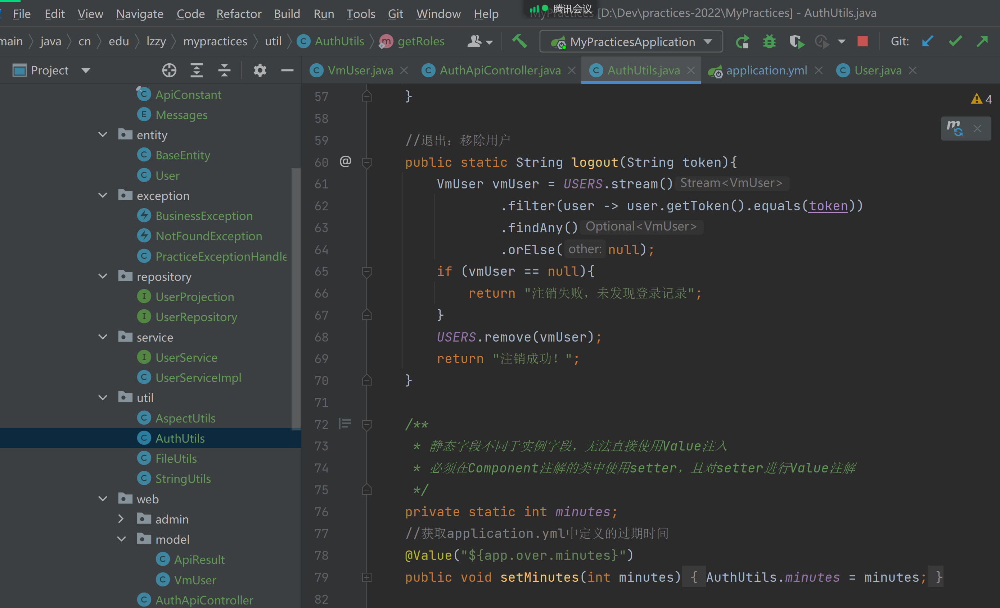 File Edit View Navigate Code Refactor Build Run Tools Git Window Help
腾讯会议
MyPractices [D:\Dev\practices-2022\MyPractices] - AuthUtils.java
main java cn edu lzzy mypractices util AuthUtils getRoles
MyPracticesApplication
Git:
Project
VmUser.java AuthApiController.java AuthUtils.java application.yml User.java
ApiConstant
Messages
entity
BaseEntity
User
exception
BusinessException
NotFoundException
PracticeExceptionHandle
repository
UserProjection
UserRepository
service
UserService
UserServiceImpl
util
AspectUtils
AuthUtils
FileUtils
StringUtils
web
admin
model
ApiResult
VmUser
AuthApiController
4
57 }
58
59 //退出：移除用户
60 @ public static String logout(String token){
61 VmUser vmUser = USERS.stream() Stream<VmUser>
62 .filter(user -> user.getToken().equals(token))
63 .findAny() Optional<VmUser>
64 .orElse( other: null);
65 if (vmUser == null){
66 return "注销失败，未发现登录记录";
67 }
68 USERS.remove(vmUser);
69 return "注销成功！";
70 }
71
72 /**
73 * 静态字段不同于实例字段，无法直接使用Value注入
74 * 必须在Component注解的类中使用setter，且对setter进行Value注解
75 */
76 private static int minutes;
77 //获取application.yml中定义的过期时间
78 @Value("${app.over.minutes}")
79 public void setMinutes(int minutes) { AuthUtils.minutes = minutes; }
82